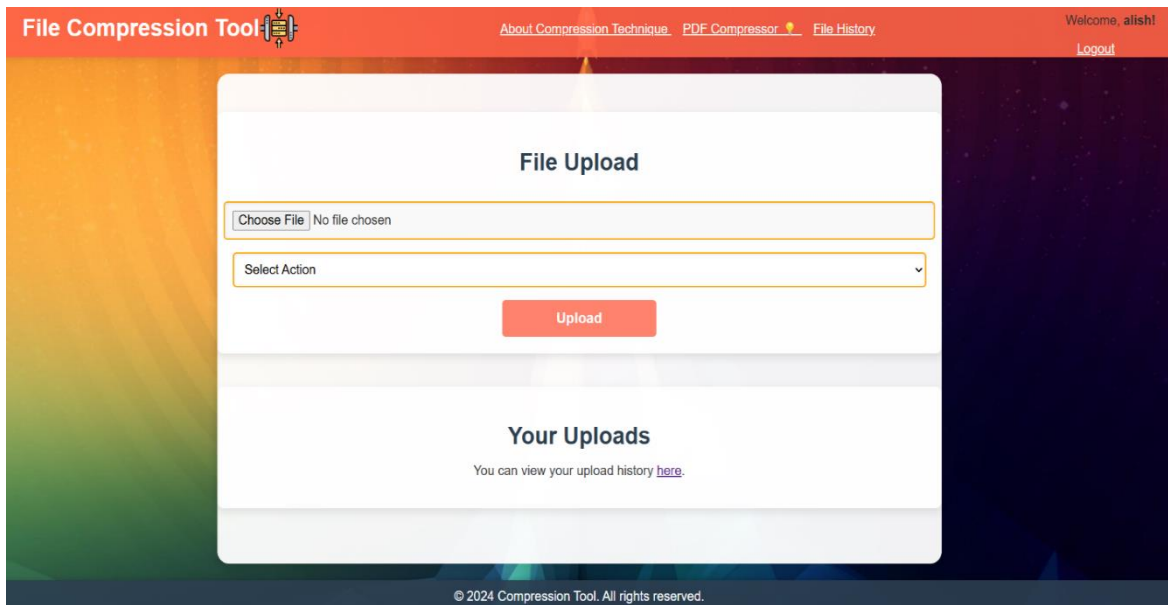 File Compression Tool
About Compression Technique PDF Compressor 💡 File History
Welcome, alish!
Logout
File Upload
Choose File No file chosen
Select Action
Upload
Your Uploads
You can view your upload history here.
© 2024 Compression Tool. All rights reserved.